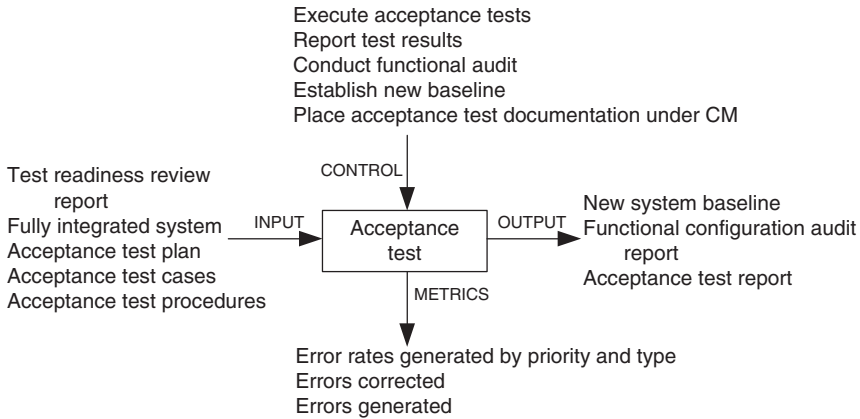 Execute acceptance tests
Report test results
Conduct functional audit
Establish new baseline
Place acceptance test documentation under CM
CONTROL
Test readiness review
report
Fully integrated system
Acceptance test plan
Acceptance test cases
Acceptance test procedures
INPUT
Acceptance
test
OUTPUT
New system baseline
Functional configuration audit
report
Acceptance test report
METRICS
Error rates generated by priority and type
Errors corrected
Errors generated